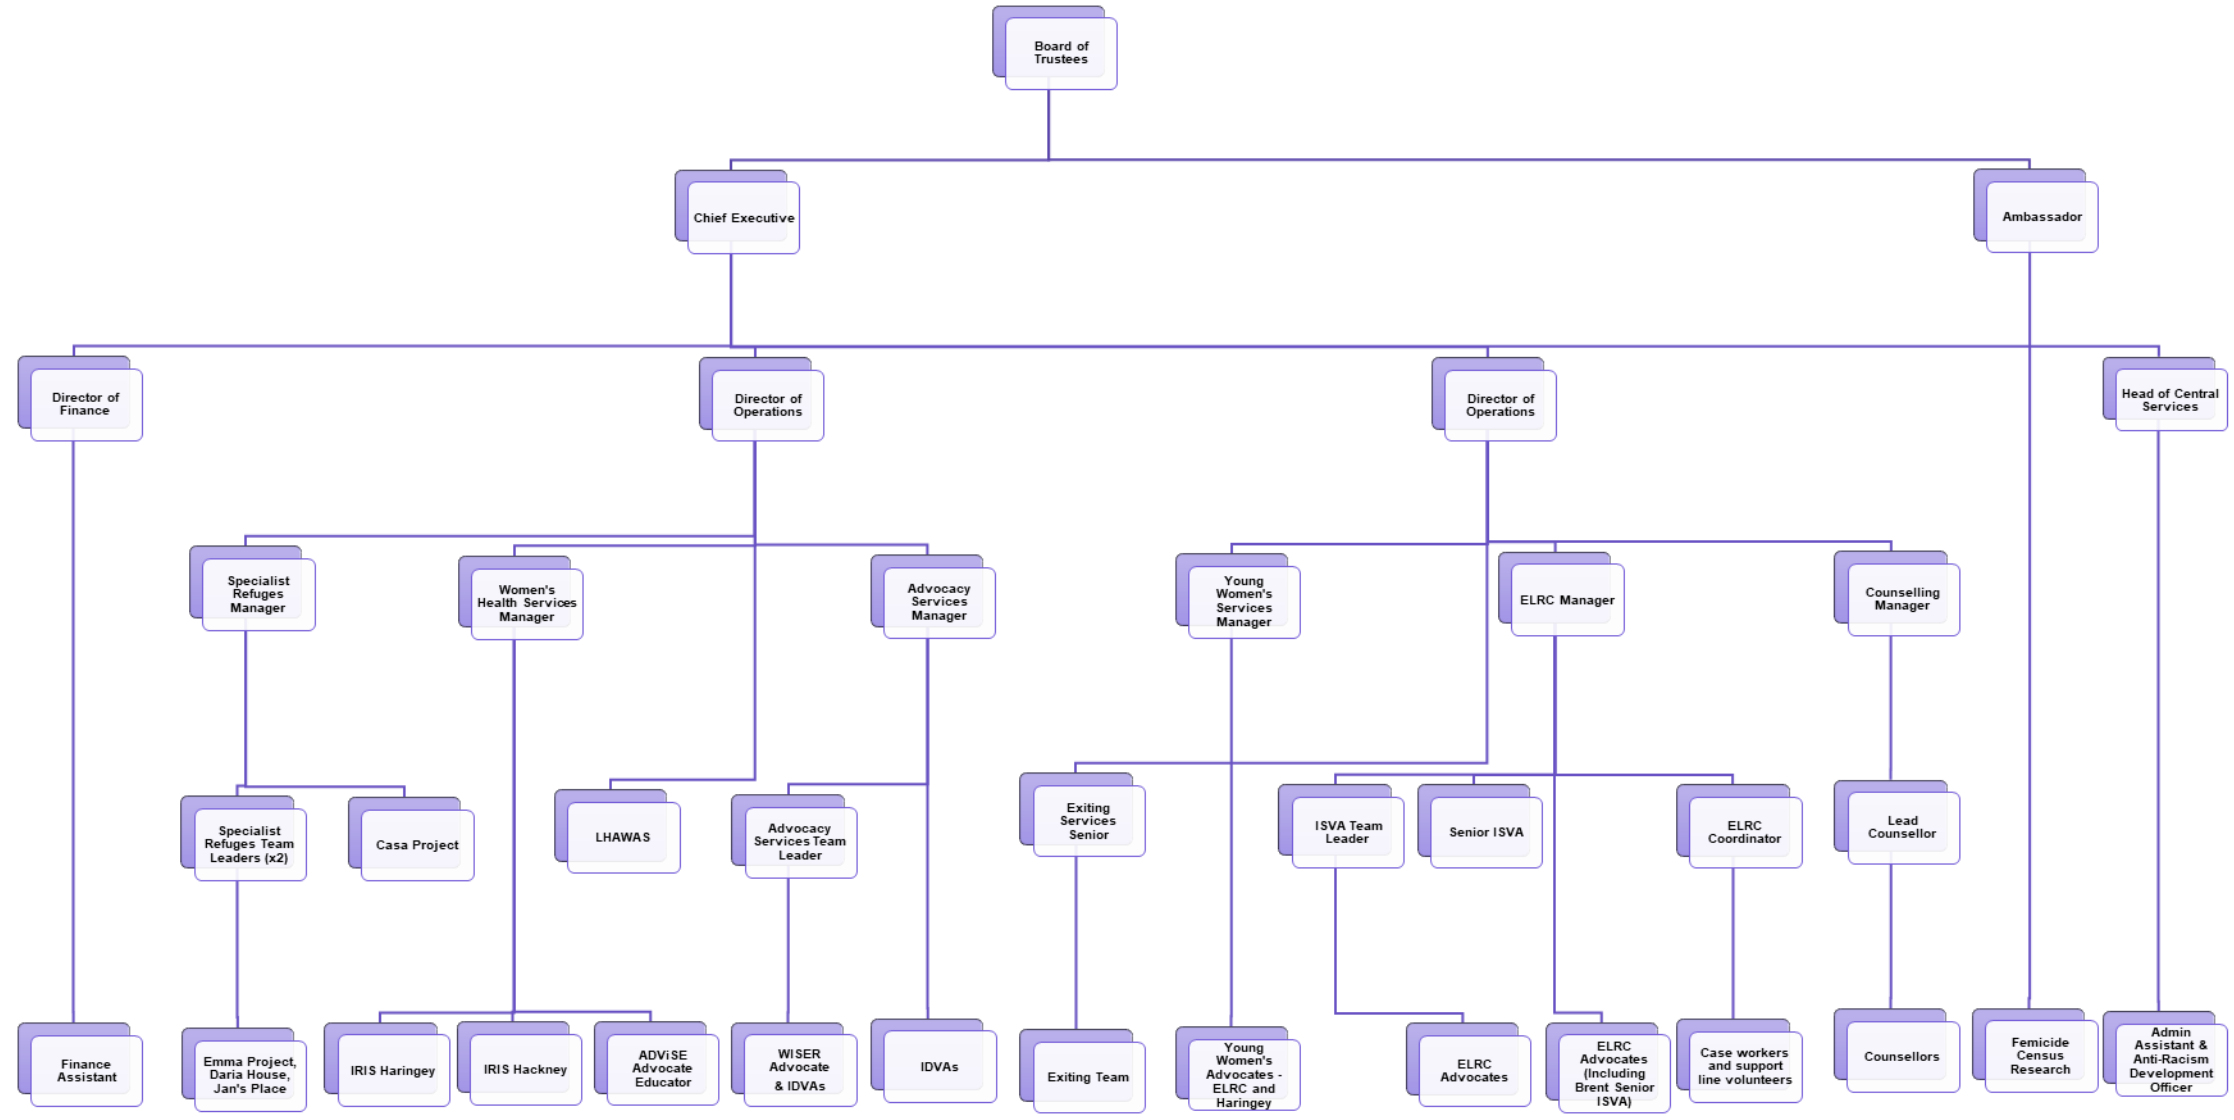 Board of
Trustees
Chief Executive
Ambassador
Director of
Finance
Director of
Operations
Director of
Operations
Head of Central
Services
Specialist
Refuges
Manager
Women's
Health Services
Manager
Advocacy
Services
Manager
Young
Women's
Services
Manager
ELRC Manager
Counselling
Manager
Specialist
Refuges Team
Leaders (x2)
Casa Project
LHAWAS
Advocacy
Services Team
Leader
Exiting
Services
Senior
ISVA Team
Leader
Senior ISVA
ELRC
Coordinator
Lead
Counsellor
Finance
Assistant
Emma Project,
Daria House,
Jan's Place
IRIS Haringey
IRIS Hackney
ADViSE
Advocate
Educator
WISER
Advocate
& IDVAs
IDVAs
Exiting Team
Young
Women's
Advocates -
ELRC and
Haringey
ELRC
Advocates
ELRC
Advocates
(Including
Brent Senior
ISVA)
Case workers
and support
line volunteers
Counsellors
Femicide
Census
Research
Admin
Assistant &
Anti-Racism
Development
Officer